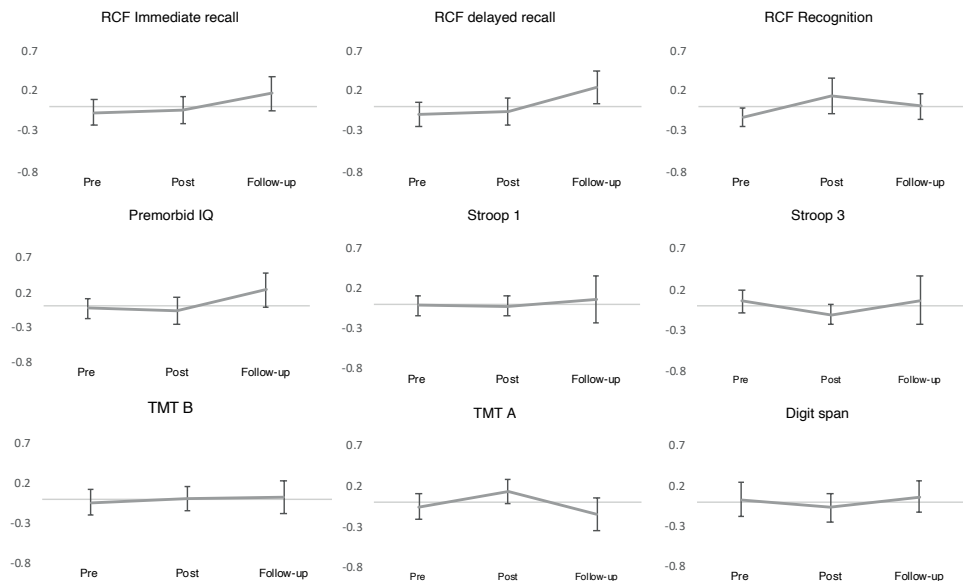 RCF Immediate recall
0.7
0.2
-0.3
-0.8
Pre Post Follow-up
RCF delayed recall
0.7
0.2
-0.3
-0.8
Pre Post Follow-up
RCF Recognition
0.7
0.2
-0.3
-0.8
Pre Post Follow-up
Premorbid IQ
0.7
0.2
-0.3
-0.8
Pre Post Follow-up
Stroop 1
0.7
0.2
-0.3
-0.8
Pre Post Follow-up
Stroop 3
0.7
0.2
-0.3
-0.8
Pre Post Follow-up
TMT B
0.7
0.2
-0.3
-0.8
Pre Post Follow-up
TMT A
0.7
0.2
-0.3
-0.8
Pre Post Follow-up
Digit span
0.7
0.2
-0.3
-0.8
Pre Post Follow-up